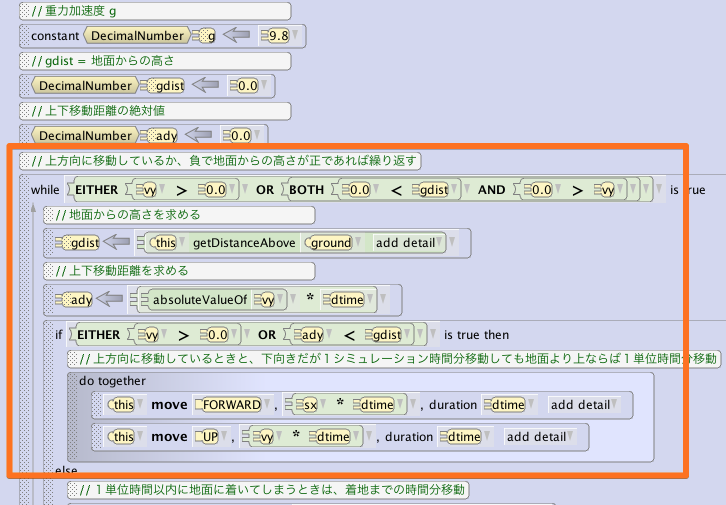 // 重力加速度 g
constant DecimalNumber g 9.8
// gdist = 地面からの高さ
DecimalNumber gdist 0.0
// 上下移動距離の絶対値
DecimalNumber ady 0.0
// 上方向に移動しているか、負で地面からの高さが正であれば繰り返す
while EITHER vy > 0.0 OR BOTH 0.0 < gdist AND 0.0 > vy is true
// 地面からの高さを求める
gdist this getDistanceAbove ground add detail
// 上下移動距離を求める
ady absoluteValueOf vy * dtime
if EITHER vy > 0.0 OR ady < gdist is true then
// 上方向に移動しているときと、下向きだが１シミュレーション時間分移動しても地面より上ならば１単位時間分移動
do together
this move FORWARD , sx * dtime , duration dtime add detail
this move UP , vy * dtime , duration dtime add detail
else
// １単位時間以内に地面に着いてしまうときは、着地までの時間分移動